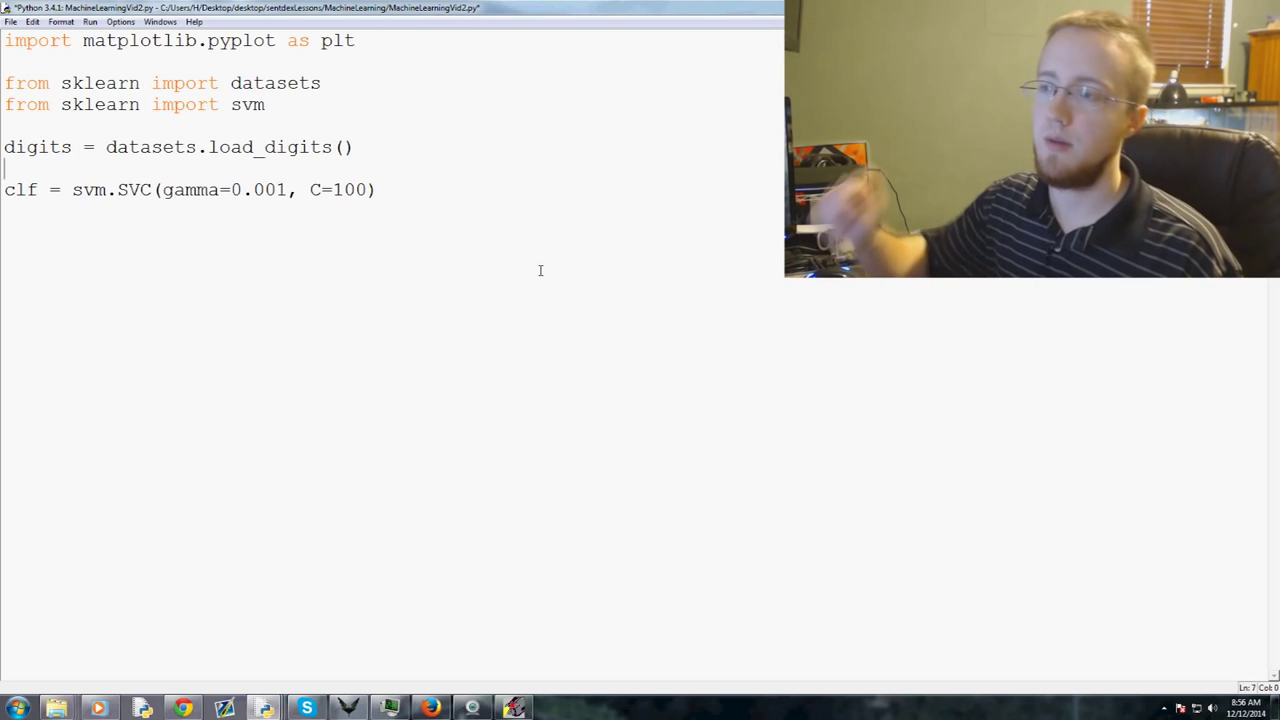 *Python 3.4.1: MachineLearningVid2.py - C:/Users/H/Desktop/desktop/sentdexLessons/MachineLearning/MachineLearningVid2.py*
File Edit Format Run Options Windows Help
import matplotlib.pyplot as plt
from sklearn import datasets
from sklearn import svm
digits = datasets.load_digits()
clf = svm.SVC(gamma=0.001, C=100)
Ln: 7 Col: 0
8:56 AM
12/12/2014